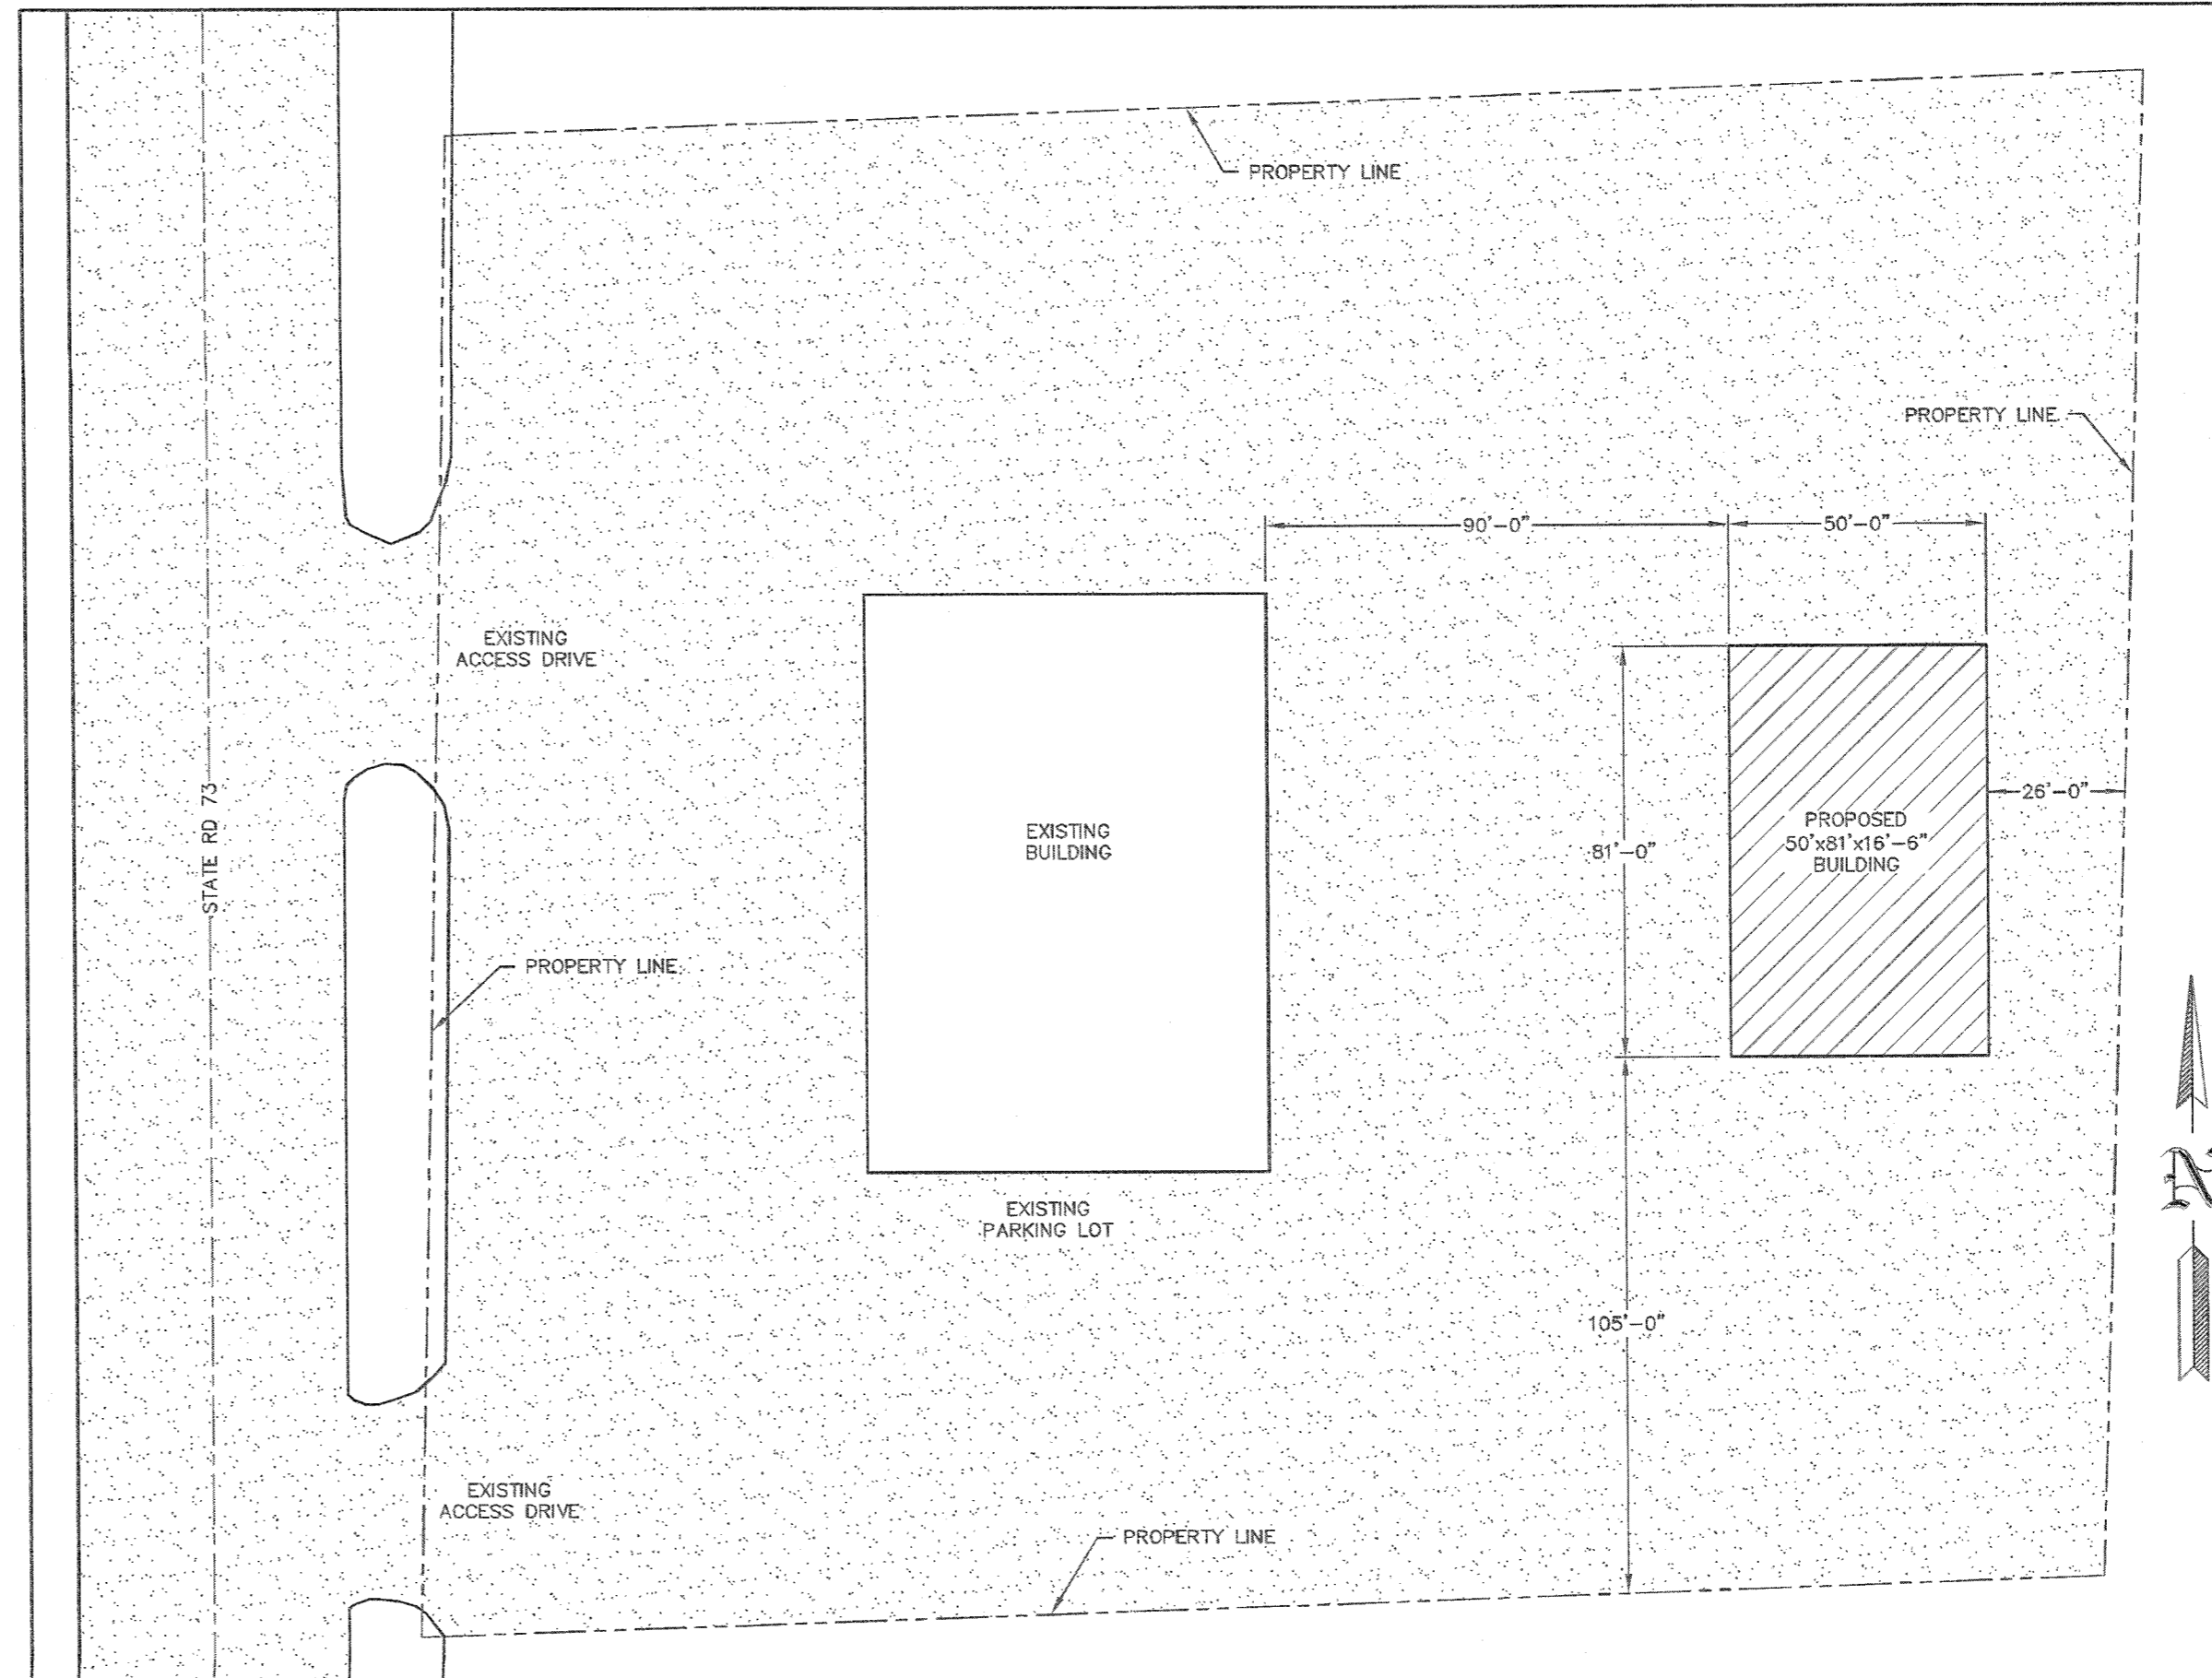 PROPERTY LINE
PROPERTY LINE
90'-0"
50'-0"
EXISTING
ACCESS DRIVE
STATE RD 73
EXISTING
BUILDING
81'-0"
PROPOSED
50'x81'x16'-6"
BUILDING
26'-0"
PROPERTY LINE
EXISTING
PARKING LOT
N
105'-0"
EXISTING
ACCESS DRIVE
PROPERTY LINE